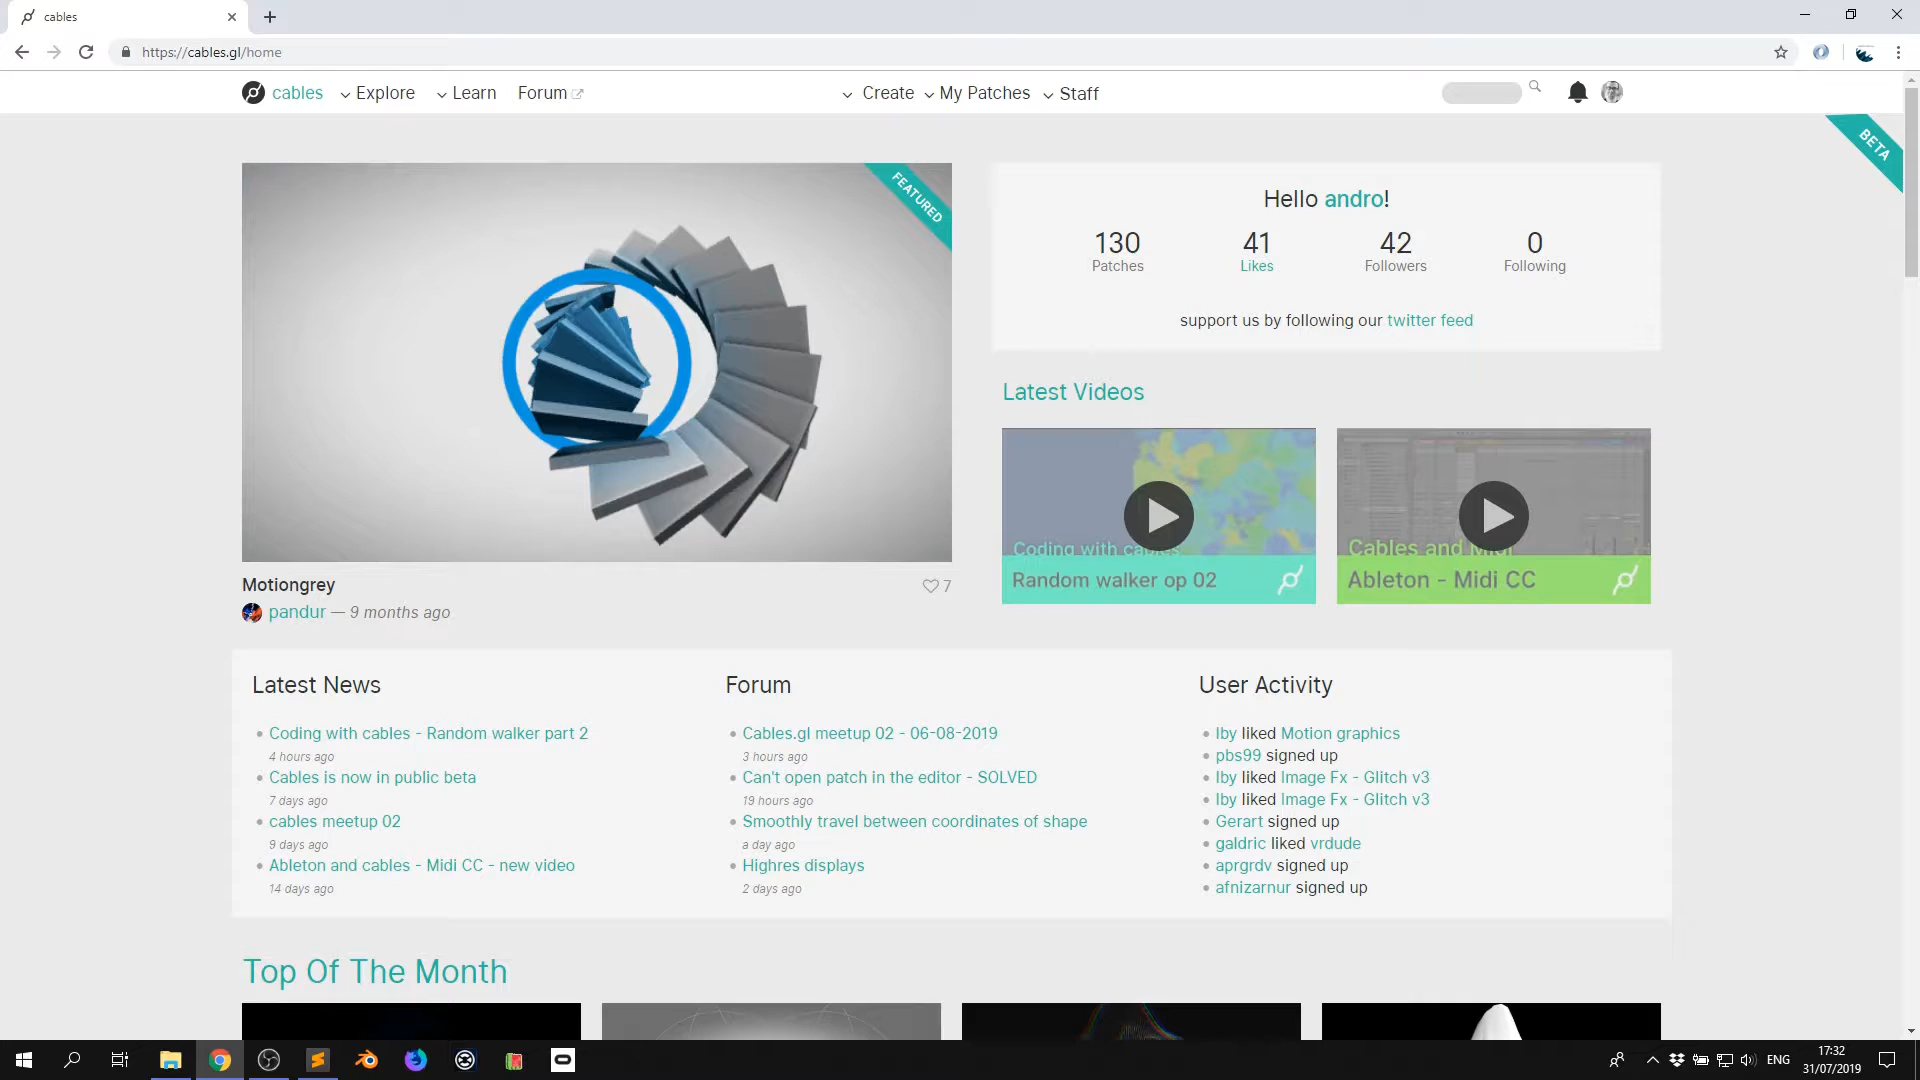 cables
https://cables.gl/home
cables Explore Learn Forum Create My Patches Staff
BETA
FEATURED
Hello andro!
130 41 42 0
Patches Likes Followers Following
support us by following our twitter feed
Latest Videos
Coding with cables
Random walker op 02
Cables and Midi
Ableton - Midi CC
Motiongrey
7
pandur — 9 months ago
Latest News
Coding with cables - Random walker part 2
4 hours ago
Cables is now in public beta
7 days ago
cables meetup 02
9 days ago
Ableton and cables - Midi CC - new video
14 days ago
Forum
Cables.gl meetup 02 - 06-08-2019
3 hours ago
Can't open patch in the editor - SOLVED
19 hours ago
Smoothly travel between coordinates of shape
a day ago
Highres displays
2 days ago
User Activity
lby liked Motion graphics
pbs99 signed up
lby liked Image Fx - Glitch v3
lby liked Image Fx - Glitch v3
Gerart signed up
galdric liked vrdude
aprgrdv signed up
afnizarnur signed up
Top Of The Month
ENG
17:32
31/07/2019